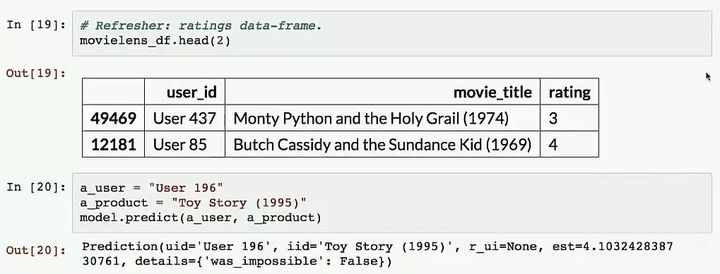 In [19]: # Refresher: ratings data-frame.
movielens_df.head(2)
Out[19]:
user_id movie_title rating
49469 User 437 Monty Python and the Holy Grail (1974) 3
12181 User 85 Butch Cassidy and the Sundance Kid (1969) 4
In [20]: a_user = "User 196"
a_product = "Toy Story (1995)"
model.predict(a_user, a_product)
Out[20]: Prediction(uid='User 196', iid='Toy Story (1995)', r_ui=None, est=4.1032428387
30761, details={'was_impossible': False})